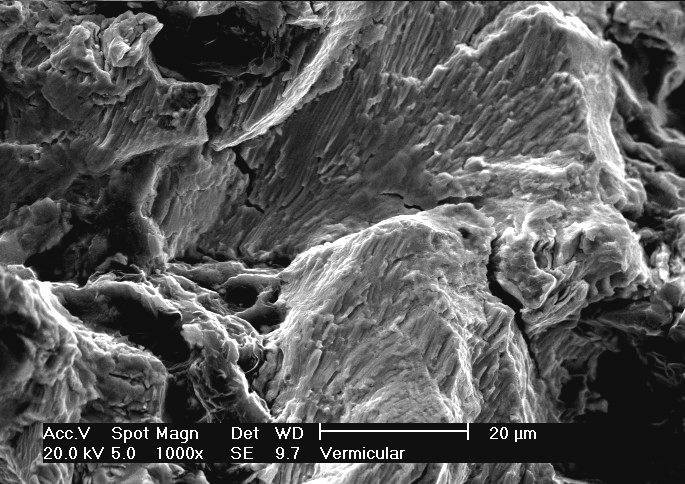 Acc.V Spot Magn Det WD 20 µm
20.0 kV 5.0 1000x SE 9.7 Vermicular